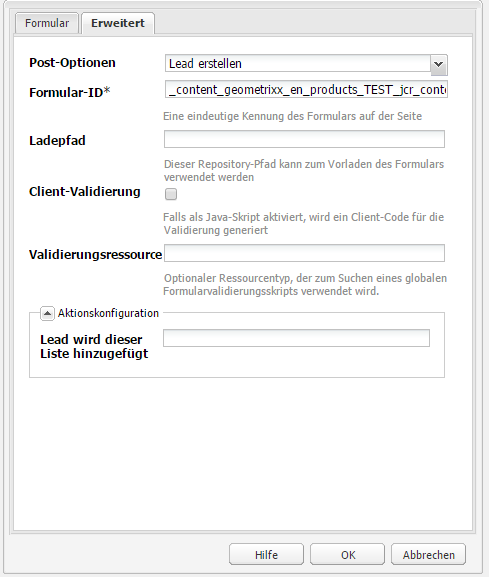 Formular
Erweitert
Post-Optionen
Lead erstellen
Formular-ID*
_content_geometrixx_en_products_TEST_jcr_conte
Eine eindeutige Kennung des Formulars auf der Seite
Ladepfad
Dieser Repository-Pfad kann zum Vorladen des Formulars
verwendet werden
Client-Validierung
Falls als Java-Skript aktiviert, wird ein Client-Code für die
Validierung generiert
Validierungsressource
Optionaler Ressourcentyp, der zum Suchen eines globalen
Formularvalidierungsskripts verwendet wird.
Aktionskonfiguration
Lead wird dieser
Liste hinzugefügt
Hilfe
OK
Abbrechen